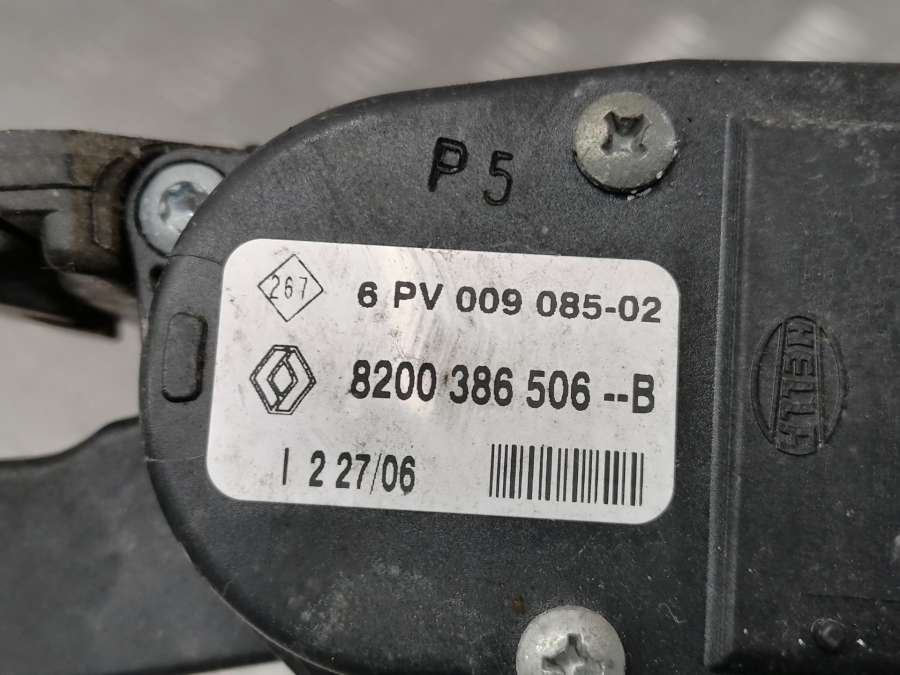 P5
267
6 PV 009 085-02
8200 386 506 --B
I 2 27/06
HELLA